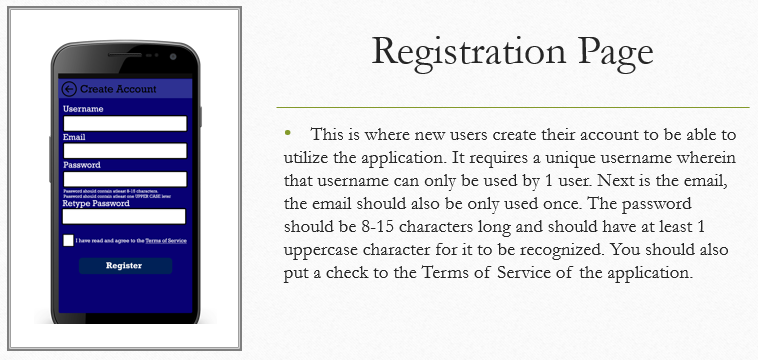 Create Account
Username
Email
Password
Password should contain atleast 8-15 characters.
Password should contain atleast one UPPER CASE letter
Retype Password
I have read and agree to the Terms of Service
Register
Registration Page
• This is where new users create their account to be able to
utilize the application. It requires a unique username wherein
that username can only be used by 1 user. Next is the email,
the email should also be only used once. The password
should be 8-15 characters long and should have at least 1
uppercase character for it to be recognized. You should also
put a check to the Terms of Service of the application.